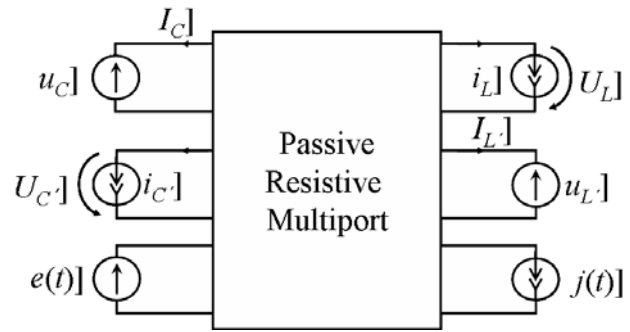 I_C]
u_C]
i_L]
U_L]
Passive
Resistive
Multiport
I_L′]
U_C′]
i_C′]
u_L′]
e(t)]
j(t)]